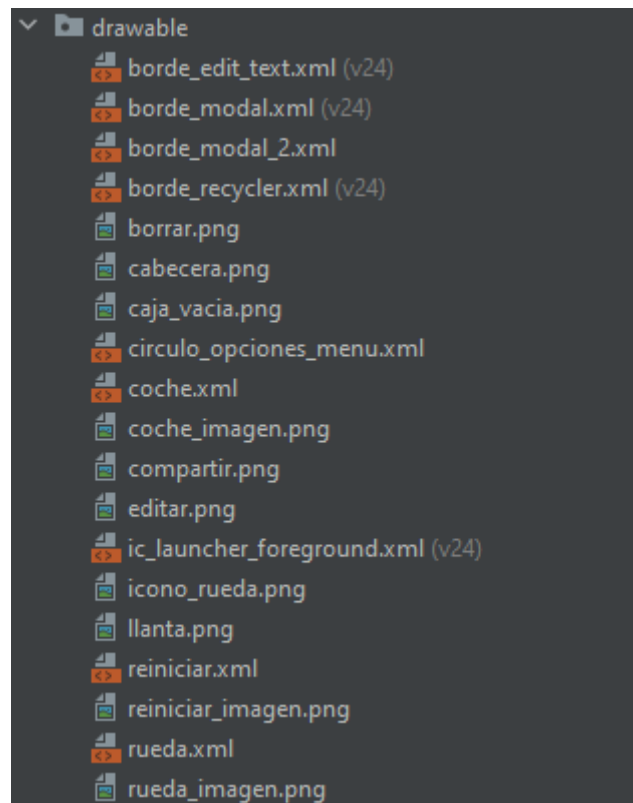 drawable
borde_edit_text.xml (v24)
borde_modal.xml (v24)
borde_modal_2.xml
borde_recycler.xml (v24)
borrar.png
cabecera.png
caja_vacia.png
circulo_opciones_menu.xml
coche.xml
coche_imagen.png
compartir.png
editar.png
ic_launcher_foreground.xml (v24)
icono_rueda.png
llanta.png
reiniciar.xml
reiniciar_imagen.png
rueda.xml
rueda_imagen.png